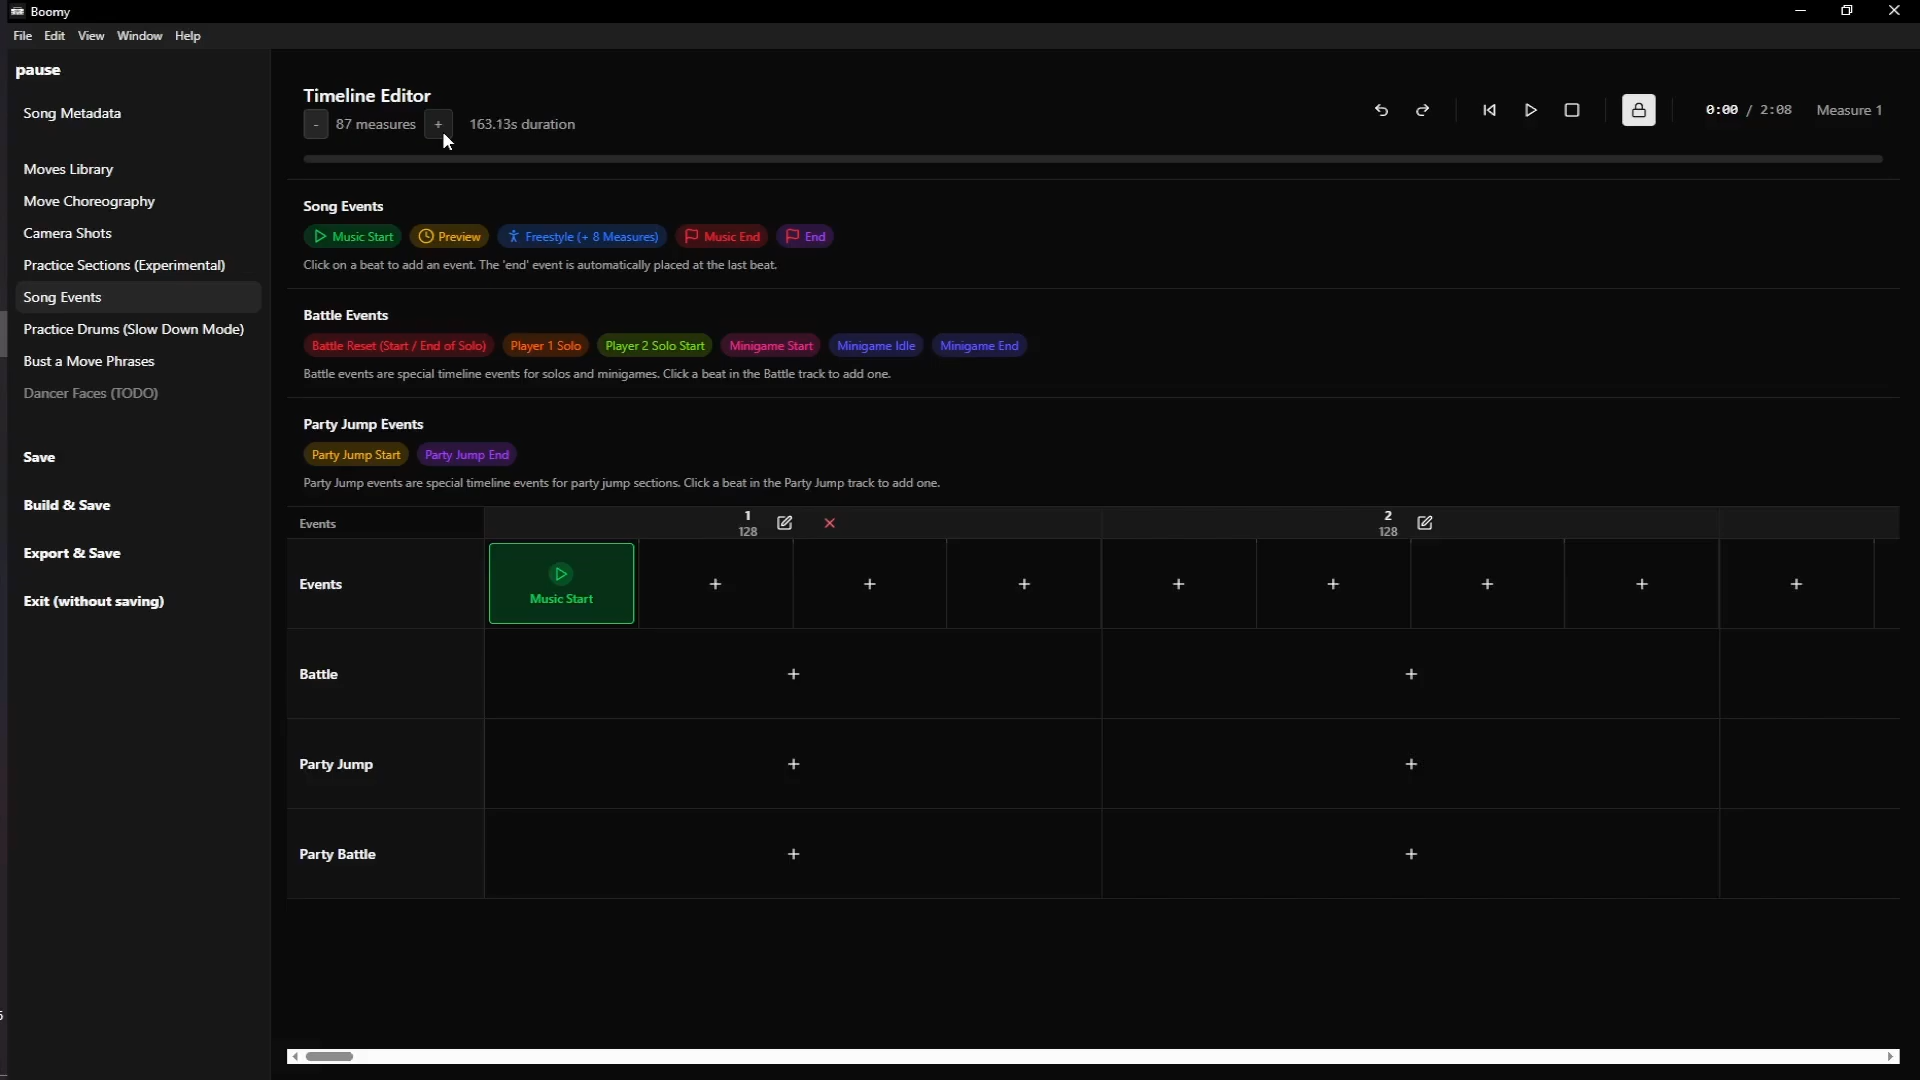 Boomy
File Edit View Window Help
pause
Song Metadata
Moves Library
Move Choreography
Camera Shots
Practice Sections (Experimental)
Song Events
Practice Drums (Slow Down Mode)
Bust a Move Phrases
Dancer Faces (TODO)
Save
Build & Save
Export & Save
Exit (without saving)
Timeline Editor
- 87 measures + 163.13s duration
0:00 / 2:08 Measure 1
Song Events
Music Start Preview Freestyle (+ 8 Measures) Music End End
Click on a beat to add an event. The 'end' event is automatically placed at the last beat.
Battle Events
Battle Reset (Start / End of Solo) Player 1 Solo Player 2 Solo Start Minigame Start Minigame Idle Minigame End
Battle events are special timeline events for solos and minigames. Click a beat in the Battle track to add one.
Party Jump Events
Party Jump Start Party Jump End
Party Jump events are special timeline events for party jump sections. Click a beat in the Party Jump track to add one.
Events 1 2
128 128
Events + + + + + + + +
Music Start
Battle + +
Party Jump + +
Party Battle + +